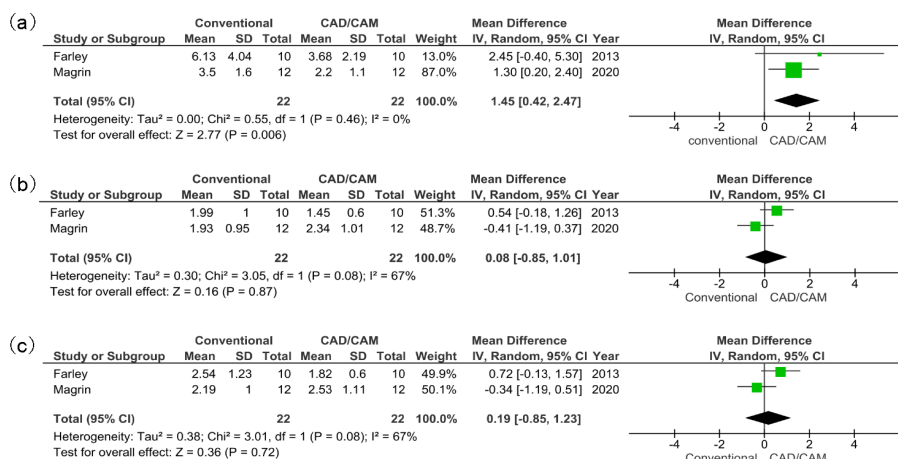 (a)
Conventional CAD/CAM Mean Difference Mean Difference
Study or Subgroup Mean SD Total Mean SD Total Weight IV, Random, 95% CI Year IV, Random, 95% CI
Farley 6.13 4.04 10 3.68 2.19 10 13.0% 2.45 [-0.40, 5.30] 2013
Magrin 3.5 1.6 12 2.2 1.1 12 87.0% 1.30 [0.20, 2.40] 2020
Total (95% CI) 22 22 100.0% 1.45 [0.42, 2.47]
Heterogeneity: Tau² = 0.00; Chi² = 0.55, df = 1 (P = 0.46); I² = 0%
Test for overall effect: Z = 2.77 (P = 0.006)
-4 -2 0 2 4
conventional CAD/CAM
(b)
Conventional CAD/CAM Mean Difference Mean Difference
Study or Subgroup Mean SD Total Mean SD Total Weight IV, Random, 95% CI Year IV, Random, 95% CI
Farley 1.99 1 10 1.45 0.6 10 51.3% 0.54 [-0.18, 1.26] 2013
Magrin 1.93 0.95 12 2.34 1.01 12 48.7% -0.41 [-1.19, 0.37] 2020
Total (95% CI) 22 22 100.0% 0.08 [-0.85, 1.01]
Heterogeneity: Tau² = 0.30; Chi² = 3.05, df = 1 (P = 0.08); I² = 67%
Test for overall effect: Z = 0.16 (P = 0.87)
-4 -2 0 2 4
Conventional CAD/CAM
(c)
Conventional CAD/CAM Mean Difference Mean Difference
Study or Subgroup Mean SD Total Mean SD Total Weight IV, Random, 95% CI Year IV, Random, 95% CI
Farley 2.54 1.23 10 1.82 0.6 10 49.9% 0.72 [-0.13, 1.57] 2013
Magrin 2.19 1 12 2.53 1.11 12 50.1% -0.34 [-1.19, 0.51] 2020
Total (95% CI) 22 22 100.0% 0.19 [-0.85, 1.23]
Heterogeneity: Tau² = 0.38; Chi² = 3.01, df = 1 (P = 0.08); I² = 67%
Test for overall effect: Z = 0.36 (P = 0.72)
-4 -2 0 2 4
Conventional CAD/CAM